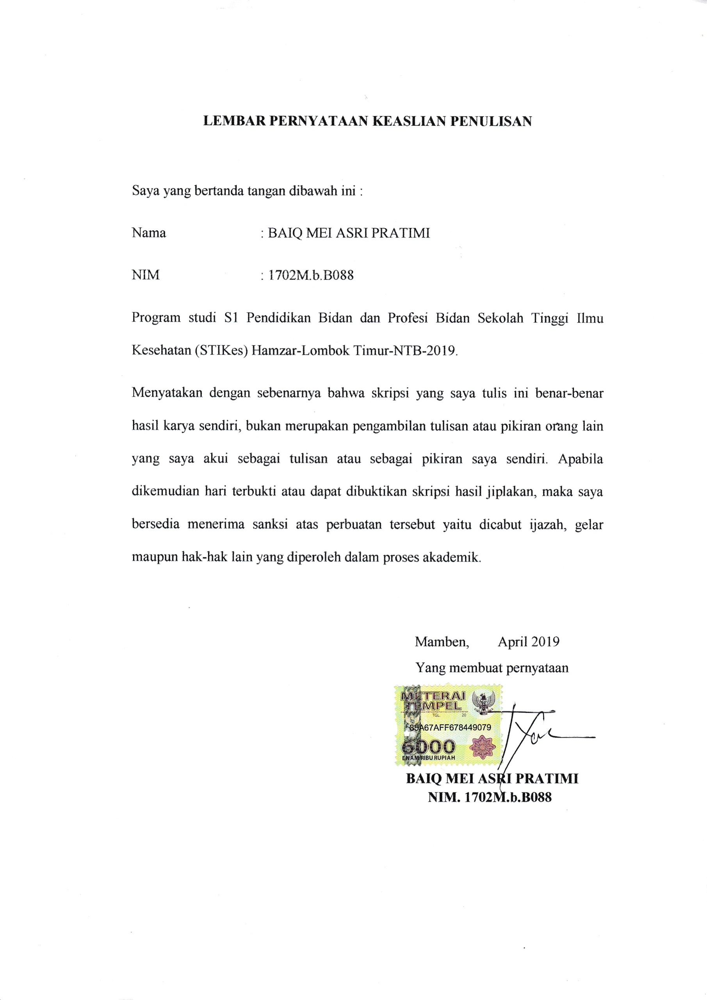 LEMBAR PERNYATAAN KEASLIAN PENULISAN
Saya yang bertanda tangan dibawah ini :
Nama : BAIQ MEI ASRI PRATIMI
NIM : 1702M.b.B088
Program studi S1 Pendidikan Bidan dan Profesi Bidan Sekolah Tinggi Ilmu
Kesehatan (STIKes) Hamzar-Lombok Timur-NTB-2019.
Menyatakan dengan sebenarnya bahwa skripsi yang saya tulis ini benar-benar
hasil karya sendiri, bukan merupakan pengambilan tulisan atau pikiran orang lain
yang saya akui sebagai tulisan atau sebagai pikiran saya sendiri. Apabila
dikemudian hari terbukti atau dapat dibuktikan skripsi hasil jiplakan, maka saya
bersedia menerima sanksi atas perbuatan tersebut yaitu dicabut ijazah, gelar
maupun hak-hak lain yang diperoleh dalam proses akademik.
Mamben, April 2019
Yang membuat pernyataan
METERAI
TEMPEL
TGL. 20
85A67AFF678449079
6000
ENAM RIBU RUPIAH
BAIQ MEI ASRI PRATIMI
NIM. 1702M.b.B088